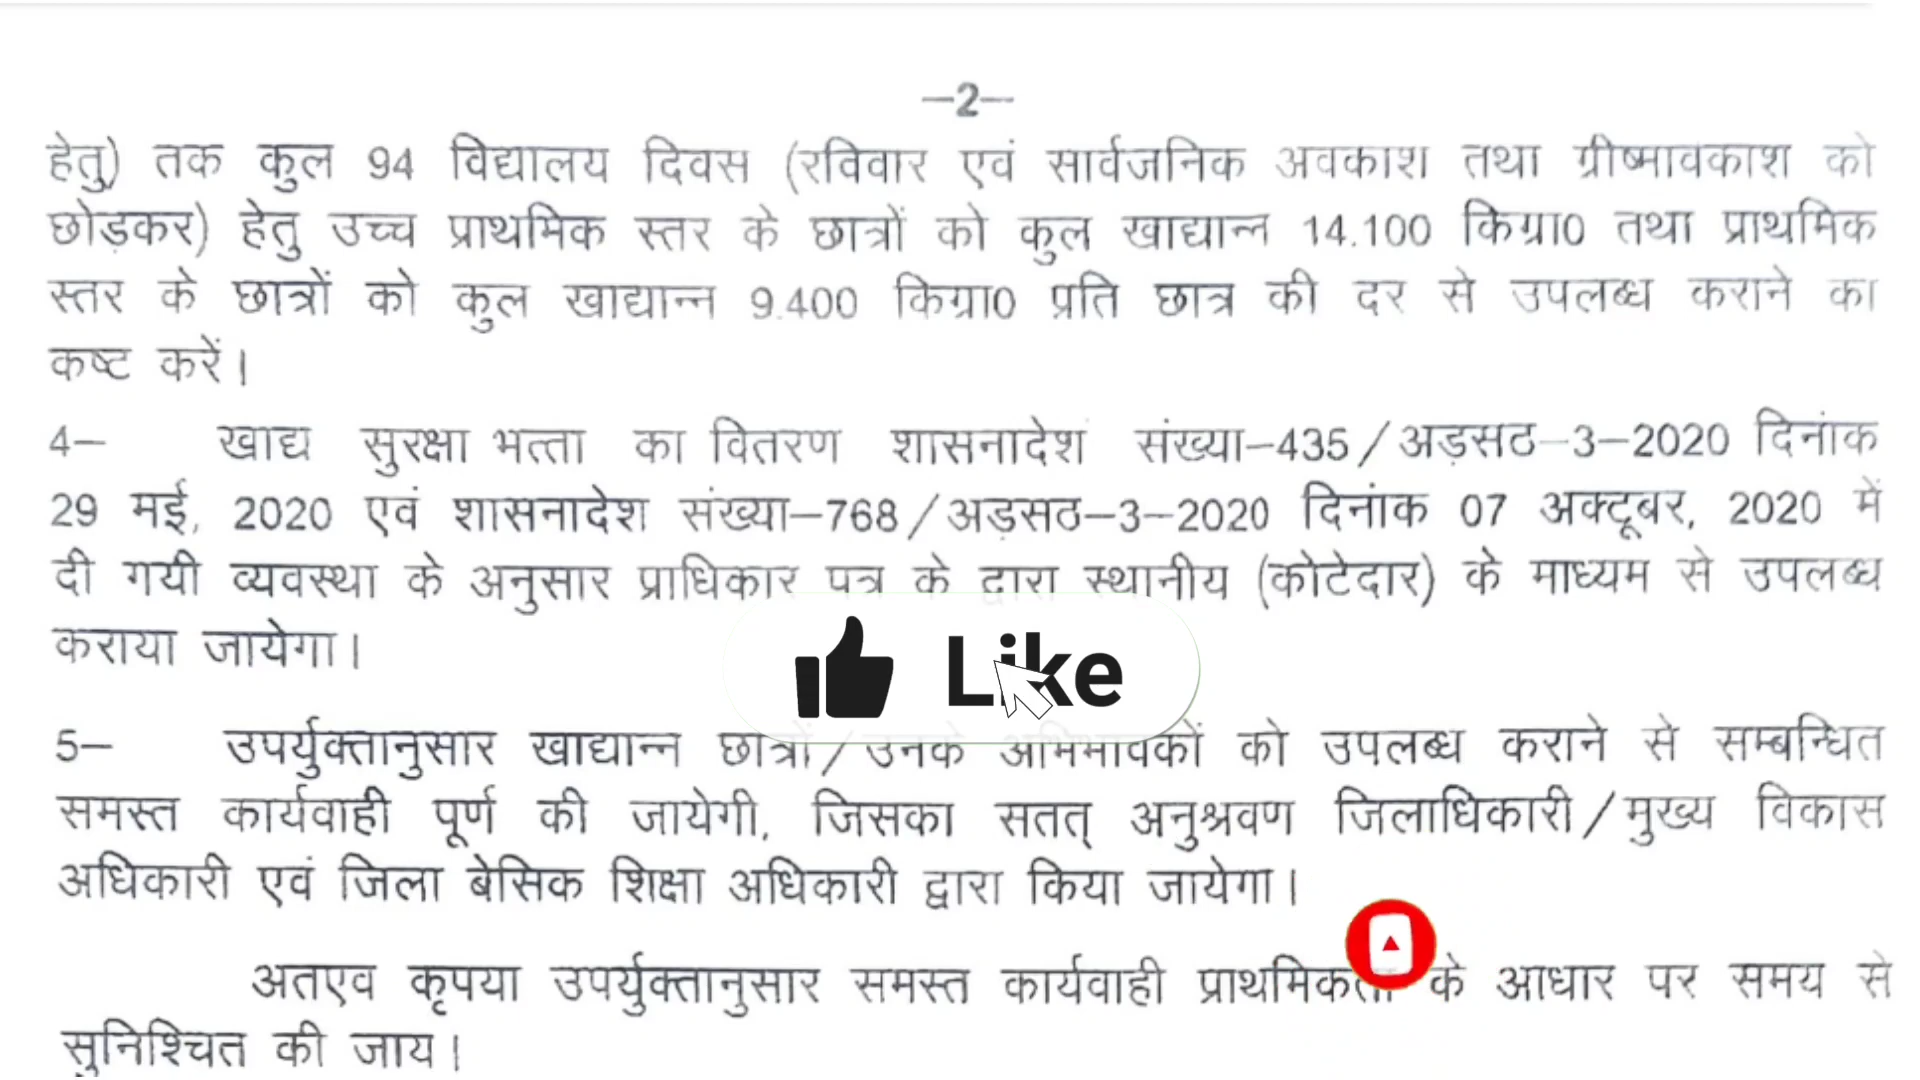 —2—
हेतु) तक कुल 94 विद्यालय दिवस (रविवार एवं सार्वजनिक अवकाश तथा ग्रीष्मावकाश को
छोड़कर) हेतु उच्च प्राथमिक स्तर के छात्रों को कुल खाद्यान्न 14.100 किग्रा0 तथा प्राथमिक
स्तर के छात्रों को कुल खाद्यान्न 9.400 किग्रा0 प्रति छात्र की दर से उपलब्ध कराने का
कष्ट करें।
4— खाद्य सुरक्षा भत्ता का वितरण शासनादेश संख्या–435/अड़सठ–3–2020 दिनांक
29 मई, 2020 एवं शासनादेश संख्या–768/अड़सठ–3–2020 दिनांक 07 अक्टूबर, 2020 में
दी गयी व्यवस्था के अनुसार प्राधिकार पत्र के द्वारा स्थानीय (कोटेदार) के माध्यम से उपलब्ध
कराया जायेगा।
Like
5— उपर्युक्तानुसार खाद्यान्न छात्रों/उनके अभिभावकों को उपलब्ध कराने से सम्बन्धित
समस्त कार्यवाही पूर्ण की जायेगी, जिसका सतत् अनुश्रवण जिलाधिकारी/मुख्य विकास
अधिकारी एवं जिला बेसिक शिक्षा अधिकारी द्वारा किया जायेगा।
अतएव कृपया उपर्युक्तानुसार समस्त कार्यवाही प्राथमिकता के आधार पर समय से
सुनिश्चित की जाय।